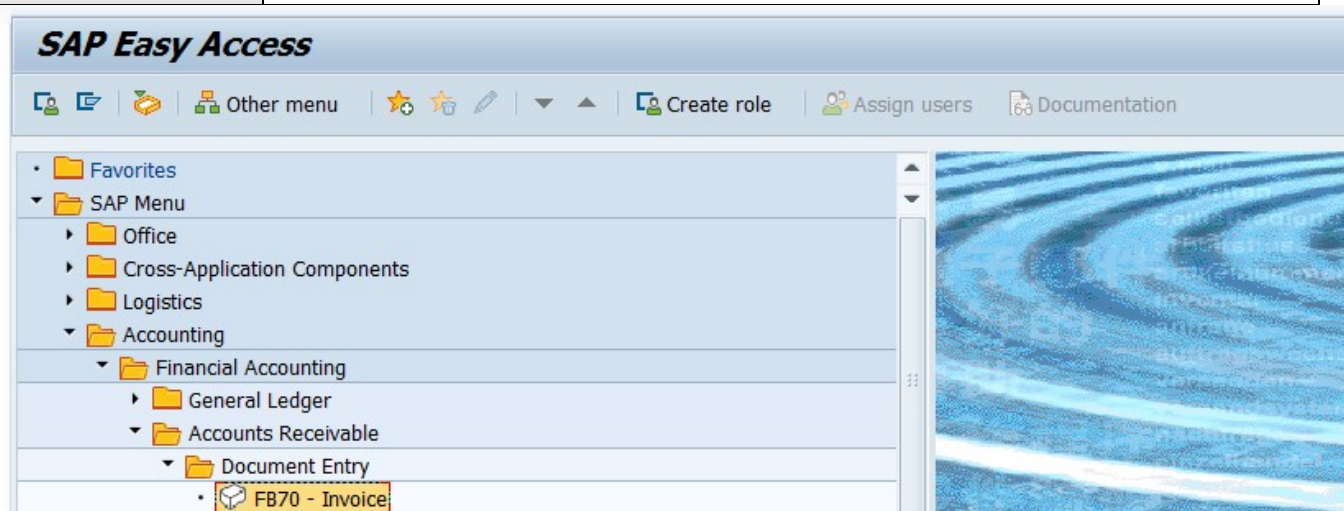 SAP Easy Access
Other menu Create role Assign users Documentation
Favorites
SAP Menu
Office
Cross-Application Components
Logistics
Accounting
Financial Accounting
General Ledger
Accounts Receivable
Document Entry
FB70 - Invoice